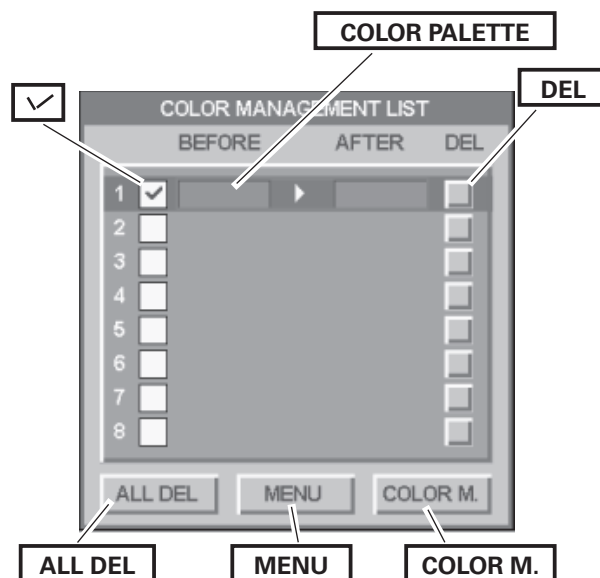 COLOR PALETTE
DEL
COLOR MANAGEMENT LIST
BEFORE AFTER DEL
1
2
3
4
5
6
7
8
ALL DEL MENU COLOR M.
ALL DEL MENU COLOR M.